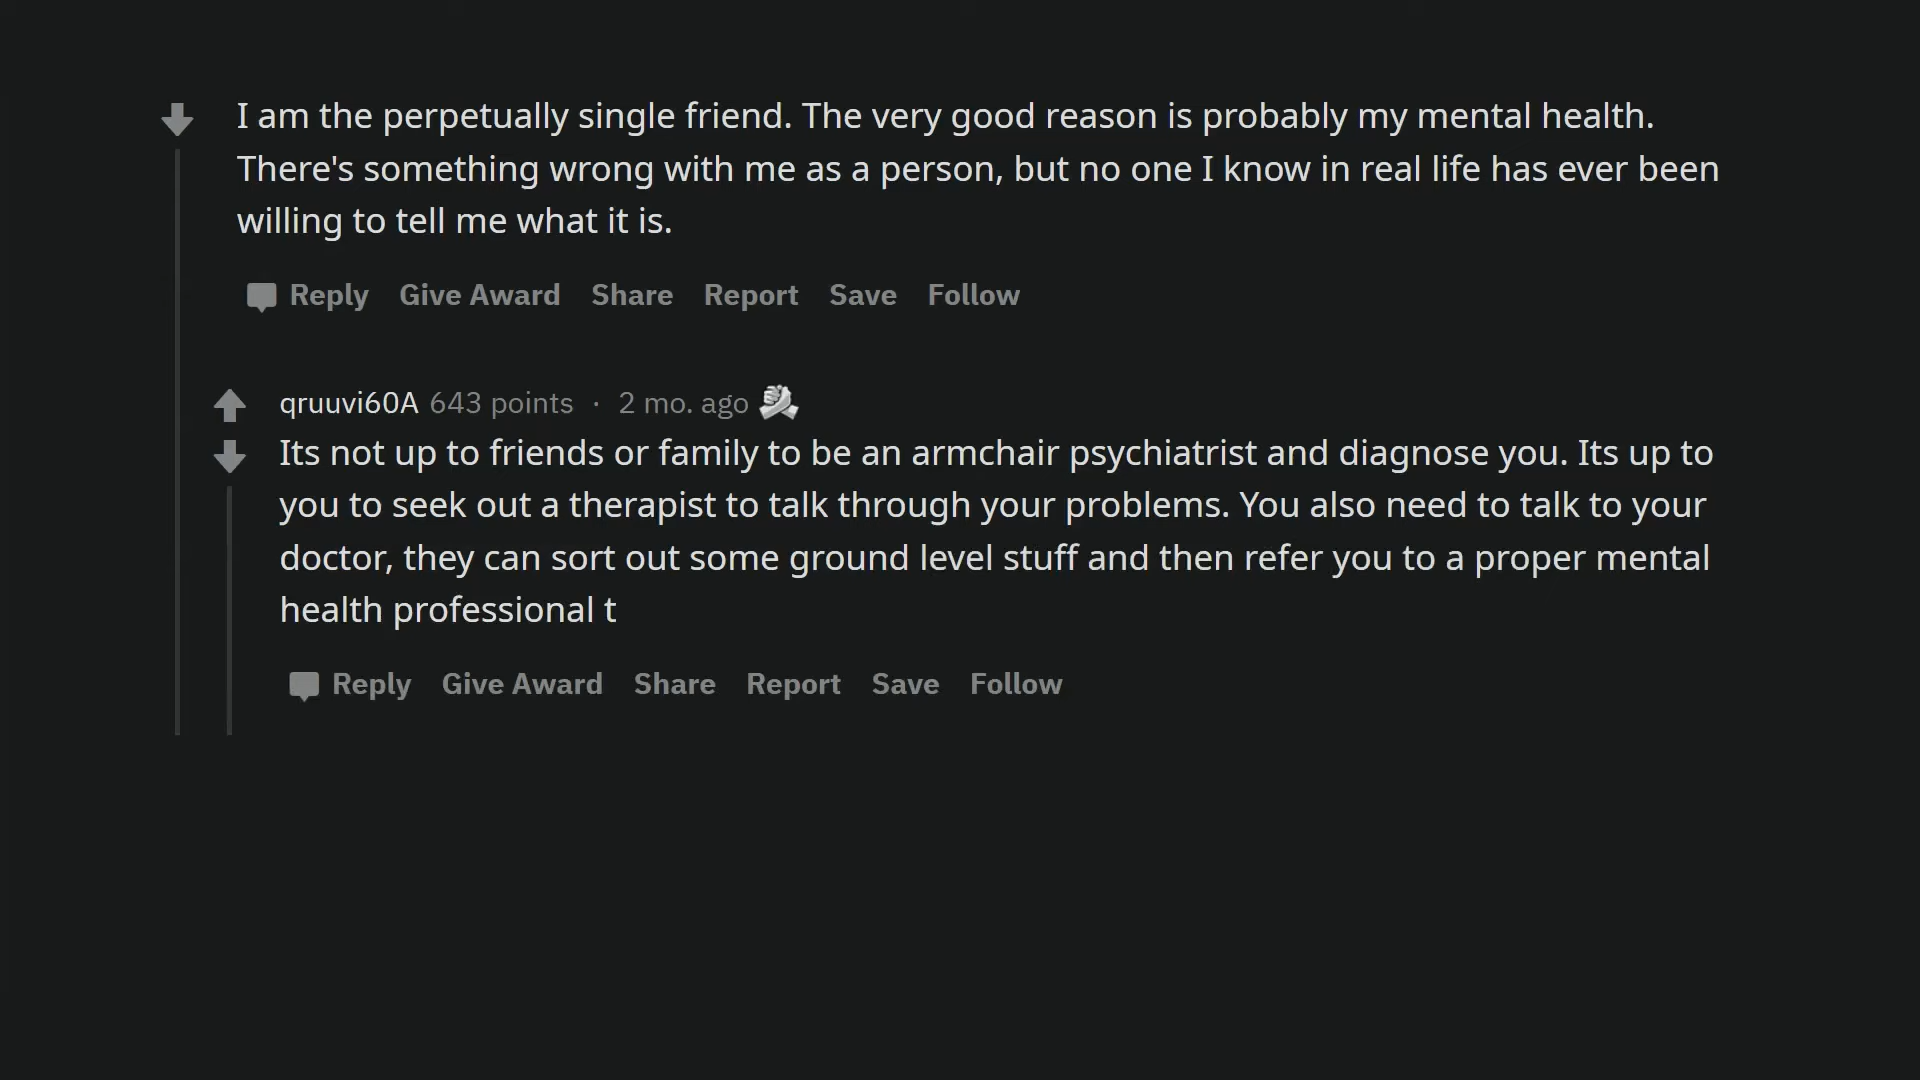 I am the perpetually single friend. The very good reason is probably my mental health.
There's something wrong with me as a person, but no one I know in real life has ever been
willing to tell me what it is.
Reply Give Award Share Report Save Follow
qruuvi60A 643 points · 2 mo. ago
Its not up to friends or family to be an armchair psychiatrist and diagnose you. Its up to
you to seek out a therapist to talk through your problems. You also need to talk to your
doctor, they can sort out some ground level stuff and then refer you to a proper mental
health professional t
Reply Give Award Share Report Save Follow